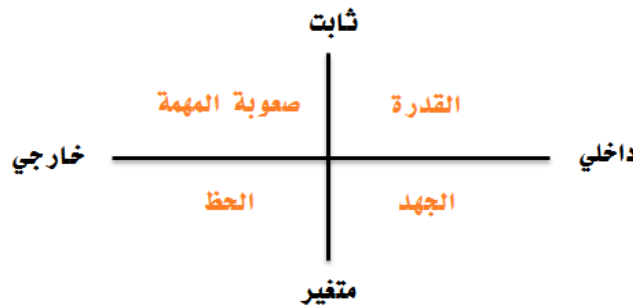 ثابت
القدرة
صعوبة المهمة
داخلي
خارجي
الجهد
الحظ
متغير